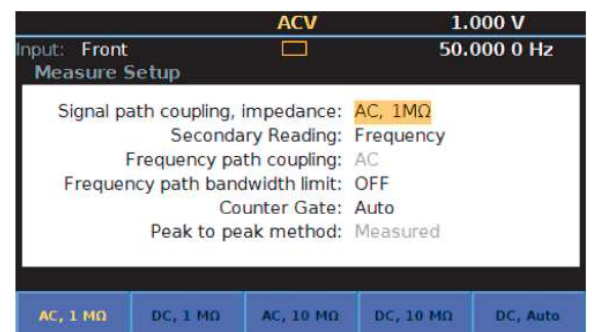 ACV 1.000 V
Input: Front 50.000 0 Hz
Measure Setup
Signal path coupling, impedance: AC, 1MΩ
Secondary Reading: Frequency
Frequency path coupling: AC
Frequency path bandwidth limit: OFF
Counter Gate: Auto
Peak to peak method: Measured
AC, 1 MΩ DC, 1 MΩ AC, 10 MΩ DC, 10 MΩ DC, Auto